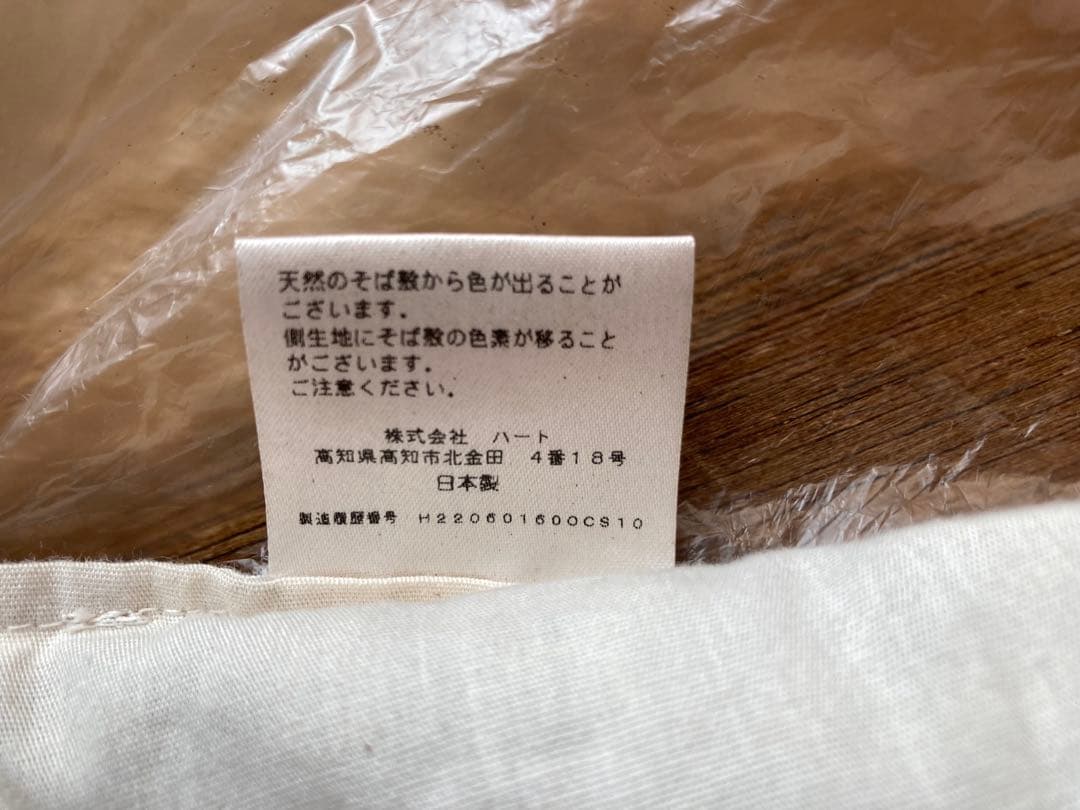 天然のそば殻から色が出ることが
ございます。
側生地にそば殻の色素が移ること
がございます。
ご注意ください。
株式会社　ハート
高知県高知市北金田　4番18号
日本製
製造履歴番号　H220601600CS10